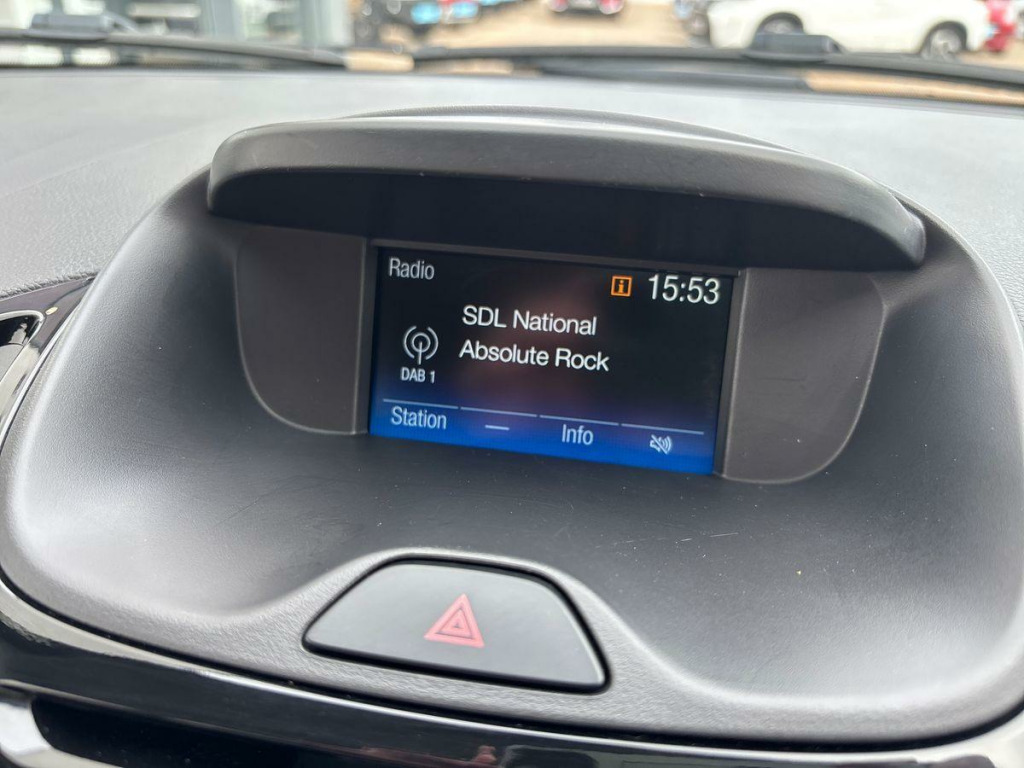 Radio
15:53
SDL National
Absolute Rock
DAB 1
Station
Info